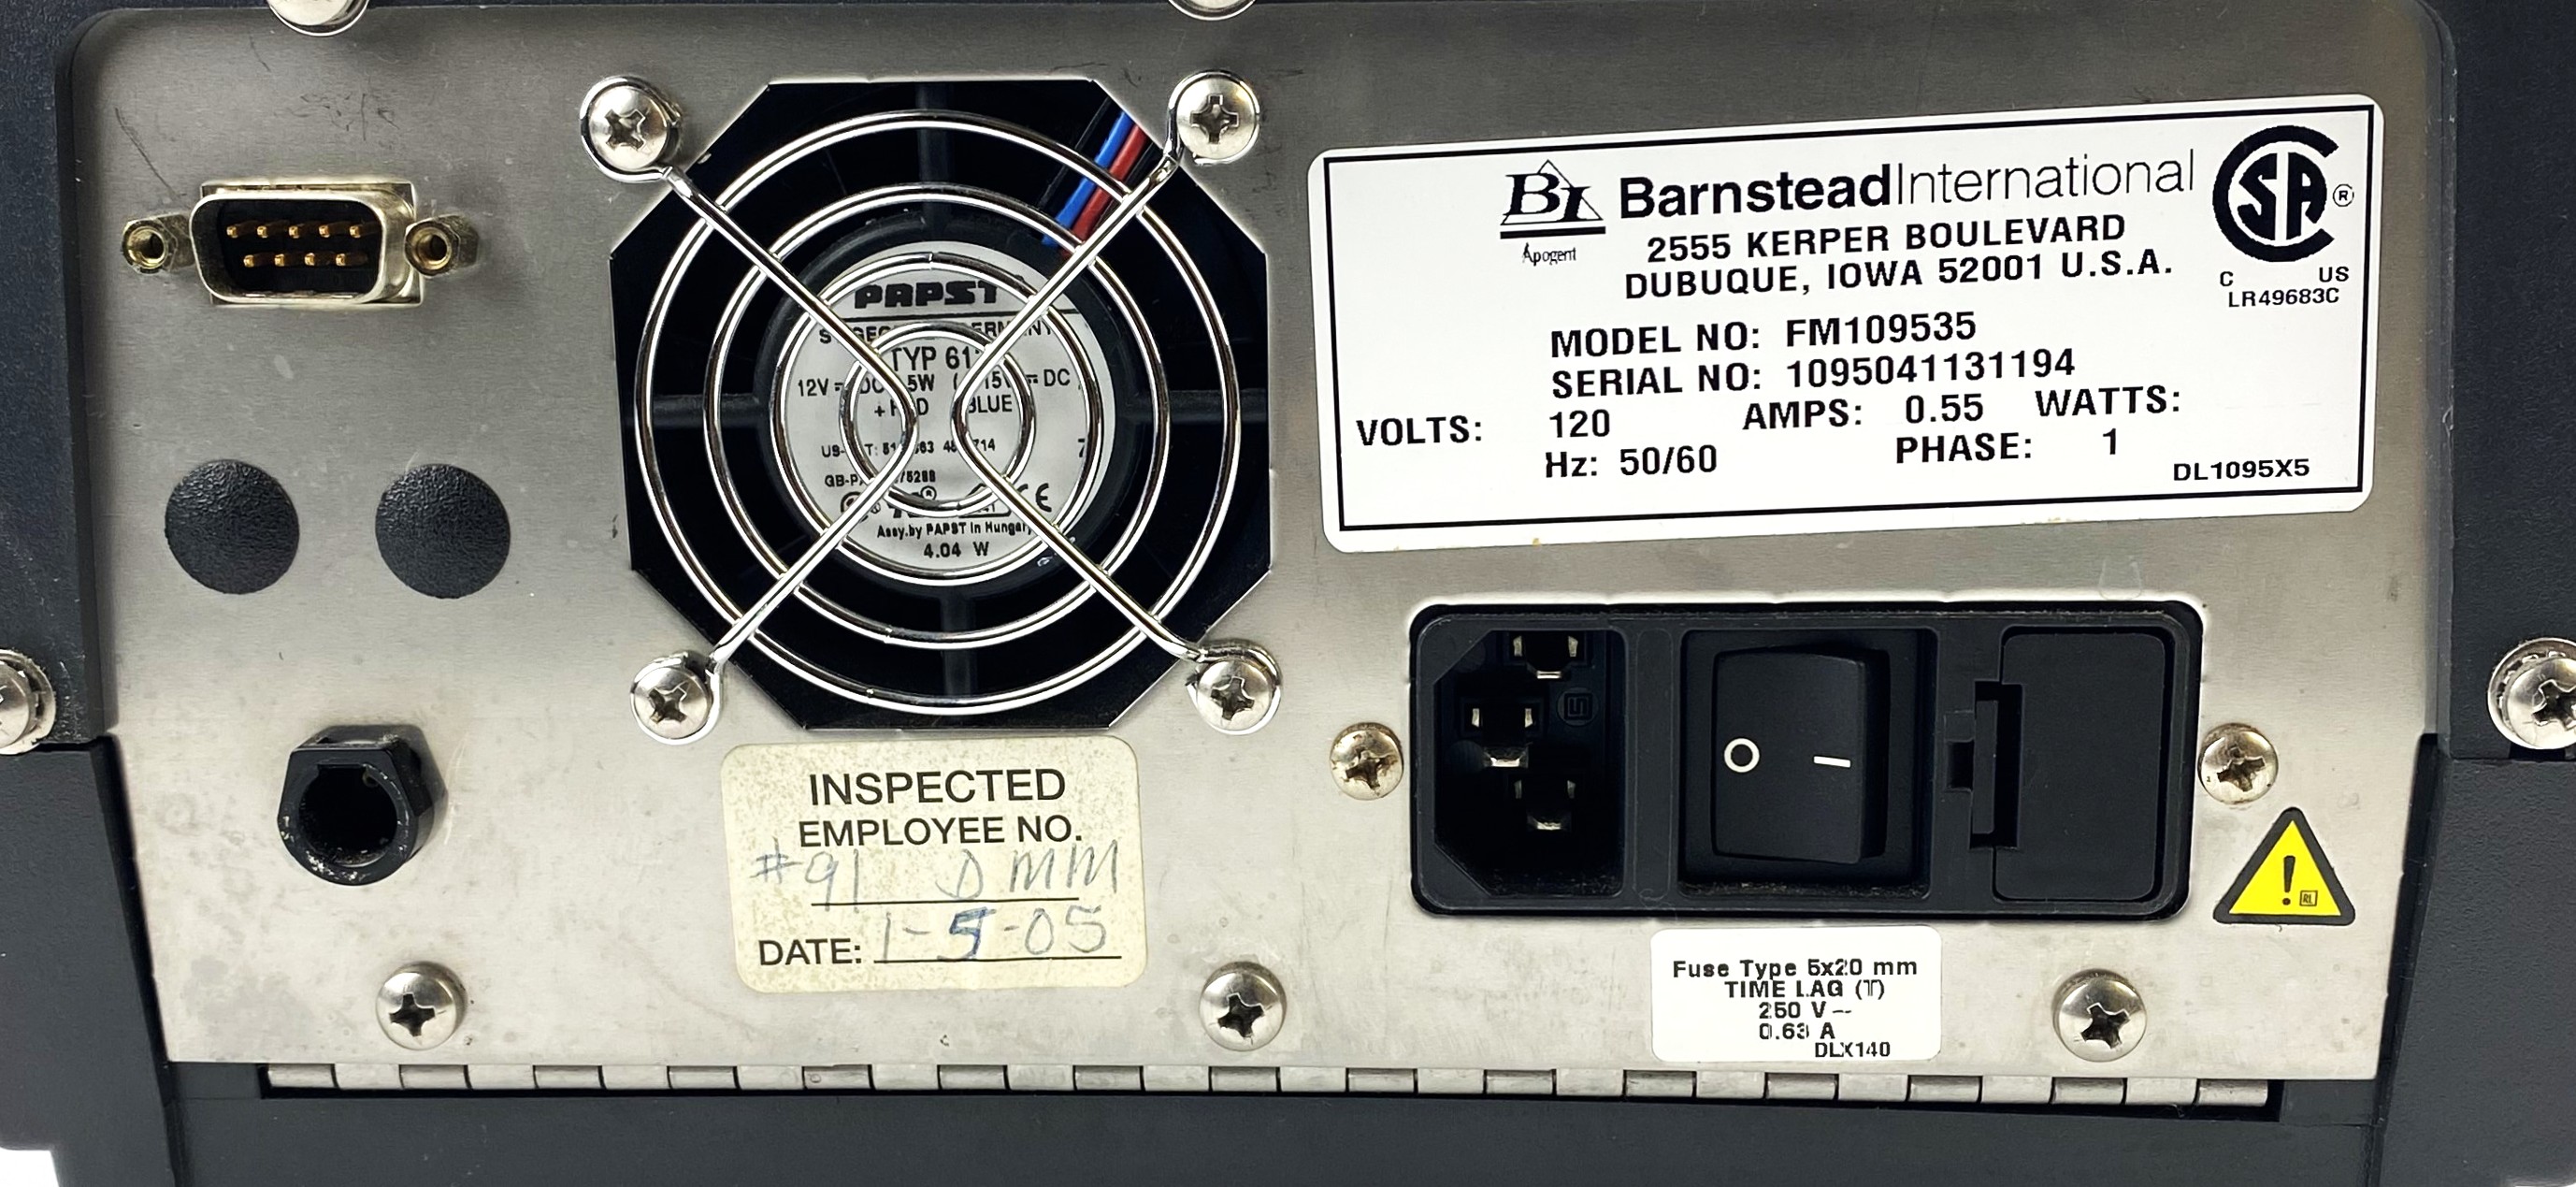 BI
Apogent
BarnsteadInternational
2555 KERPER BOULEVARD
DUBUQUE, IOWA 52001 U.S.A.
SA ®
C US
LR49683C
MODEL NO: FM109535
SERIAL NO: 1095041131194
VOLTS: 120 AMPS: 0.55 WATTS:
Hz: 50/60 PHASE: 1
DL1095X5
PAPST
TYP
12V
DC
BLUE
Assy.by PAPST in Hungary
4.04 W
INSPECTED
EMPLOYEE NO.
#91 DMM
DATE: 1-5-05
O I
!
Fuse Type 5x20 mm
TIME LAG (T)
250 V~
0.63 A
DLX140